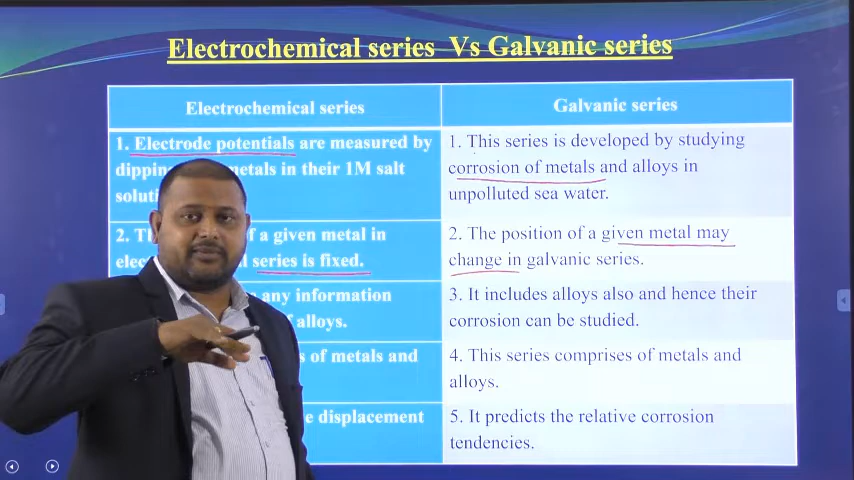 Electrochemical series Vs Galvanic series
Electrochemical series
Galvanic series
1. Electrode potentials are measured by
dipping metals in their 1M salt
1. This series is developed by studying
corrosion of metals and alloys in
unpolluted sea water.
2. of a given metal in
series is fixed.
2. The position of a given metal may
change in galvanic series.
any information
of alloys.
3. It includes alloys also and hence their
corrosion can be studied.
of metals and
4. This series comprises of metals and
alloys.
displacement
5. It predicts the relative corrosion
tendencies.